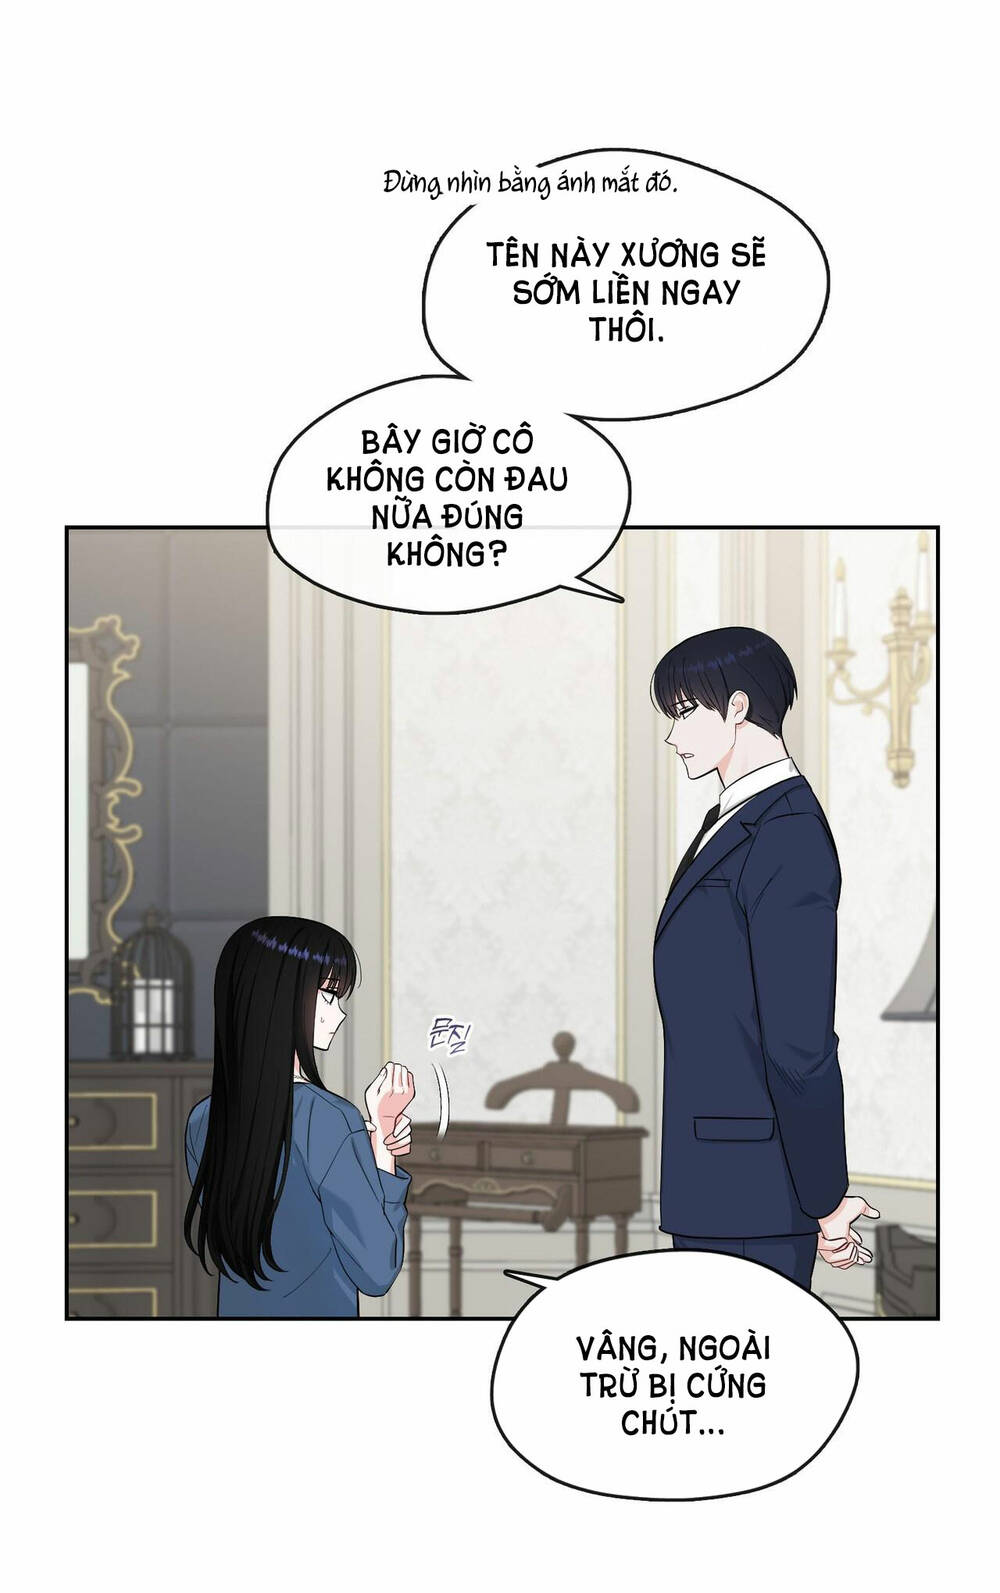 Đừng nhìn bằng ánh mắt đó.
TÊN NÀY XƯƠNG SẼ
SỚM LIỀN NGAY
THÔI.
BÂY GIỜ CÔ
KHÔNG CÒN ĐAU
NỮA ĐÚNG
KHÔNG?
문질
VÂNG, NGOÀI
TRỪ BỊ CỨNG
CHÚT...